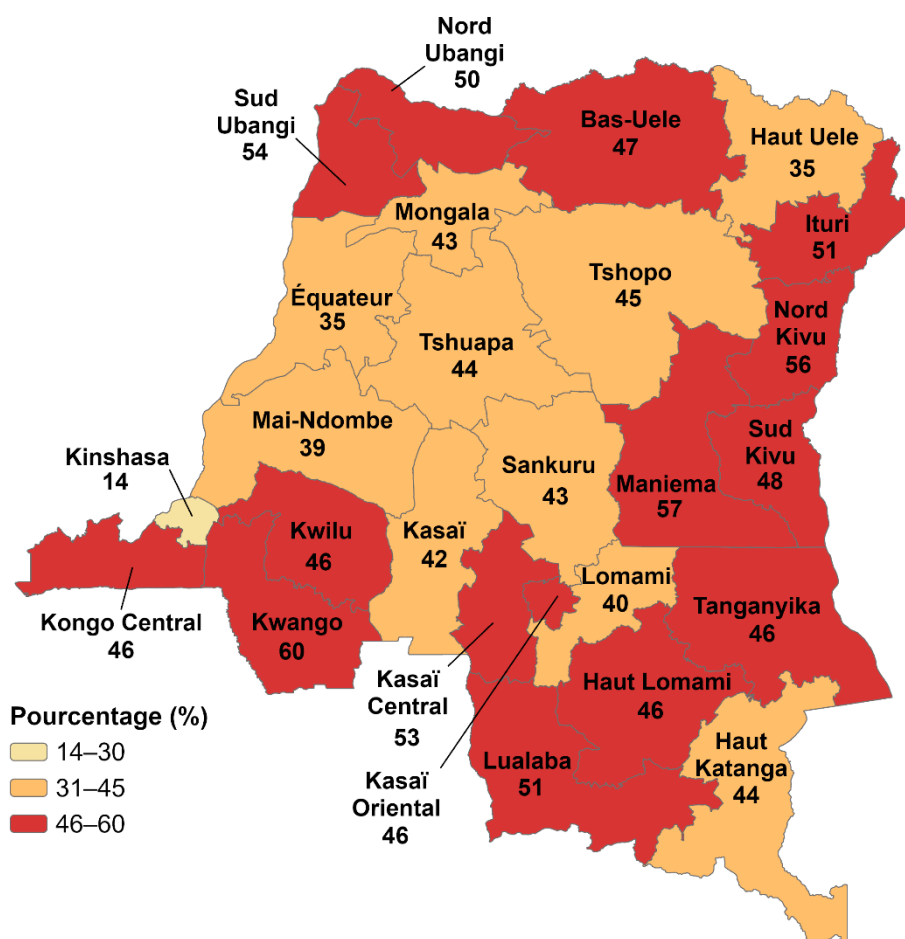 Nord
Ubangi
50
Sud
Ubangi
54
Bas-Uele
47
Haut Uele
35
Mongala
43
Ituri
51
Tshopo
45
Équateur
35
Nord
Kivu
56
Tshuapa
44
Mai-Ndombe
39
Sud
Kivu
48
Kinshasa
14
Sankuru
43
Maniema
57
Kwilu
46
Kasaï
42
Lomami
40
Tanganyika
46
Kongo Central
46
Kwango
60
Kasaï
Central
53
Haut Lomami
46
Haut
Katanga
44
Lualaba
51
Kasaï
Oriental
46
Pourcentage (%)
14–30
31–45
46–60